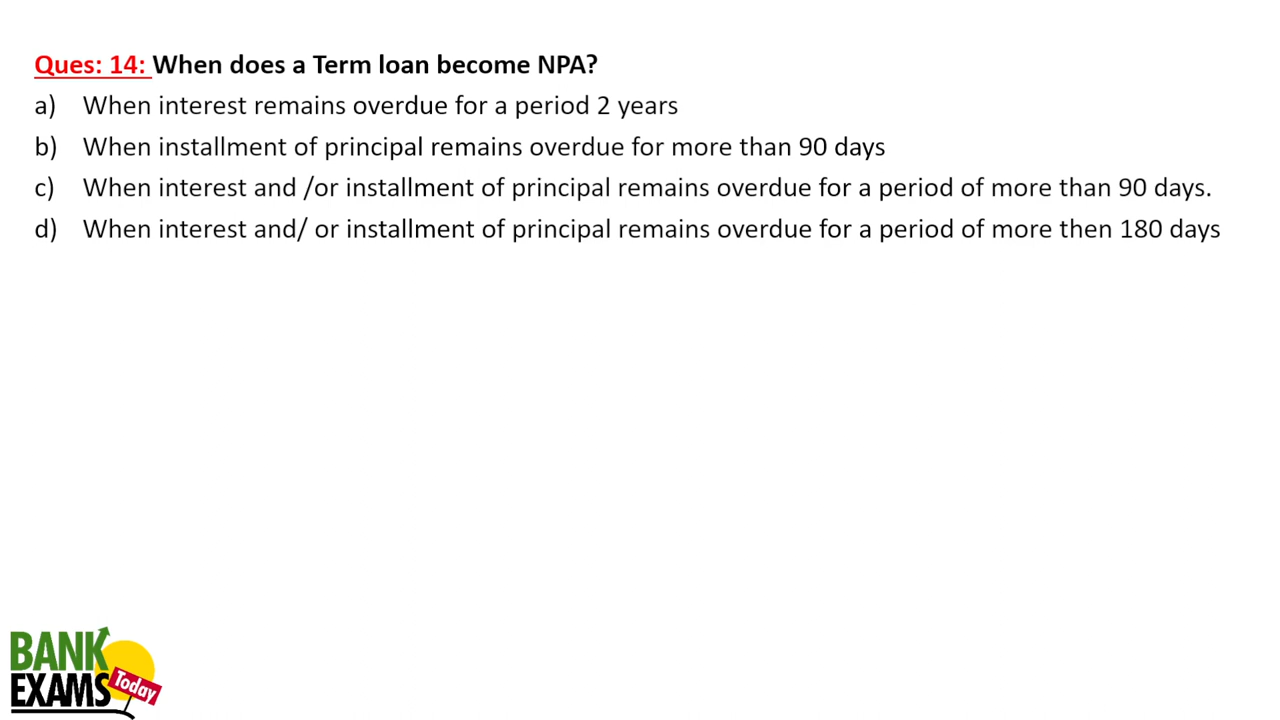 Ques: 14: When does a Term loan become NPA?
a) When interest remains overdue for a period 2 years
b) When installment of principal remains overdue for more than 90 days
c) When interest and /or installment of principal remains overdue for a period of more than 90 days.
d) When interest and/ or installment of principal remains overdue for a period of more then 180 days
BANK
EXAMS
Today